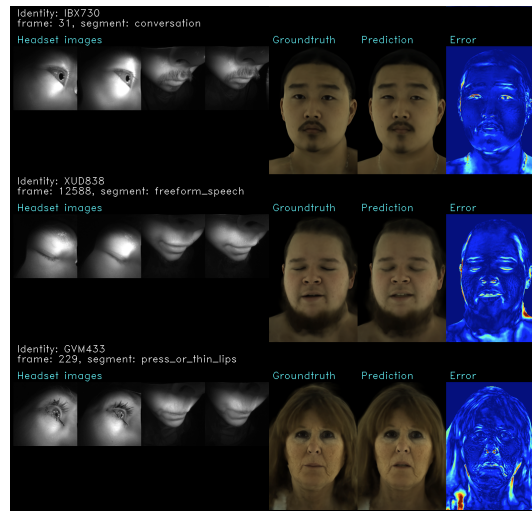 Identity: IBX730
frame: 31, segment: conversation
Headset images Groundtruth Prediction Error
Identity: XUD838
frame: 12588, segment: freeform_speech
Headset images Groundtruth Prediction Error
Identity: GVM433
frame: 229, segment: press_or_thin_lips
Headset images Groundtruth Prediction Error